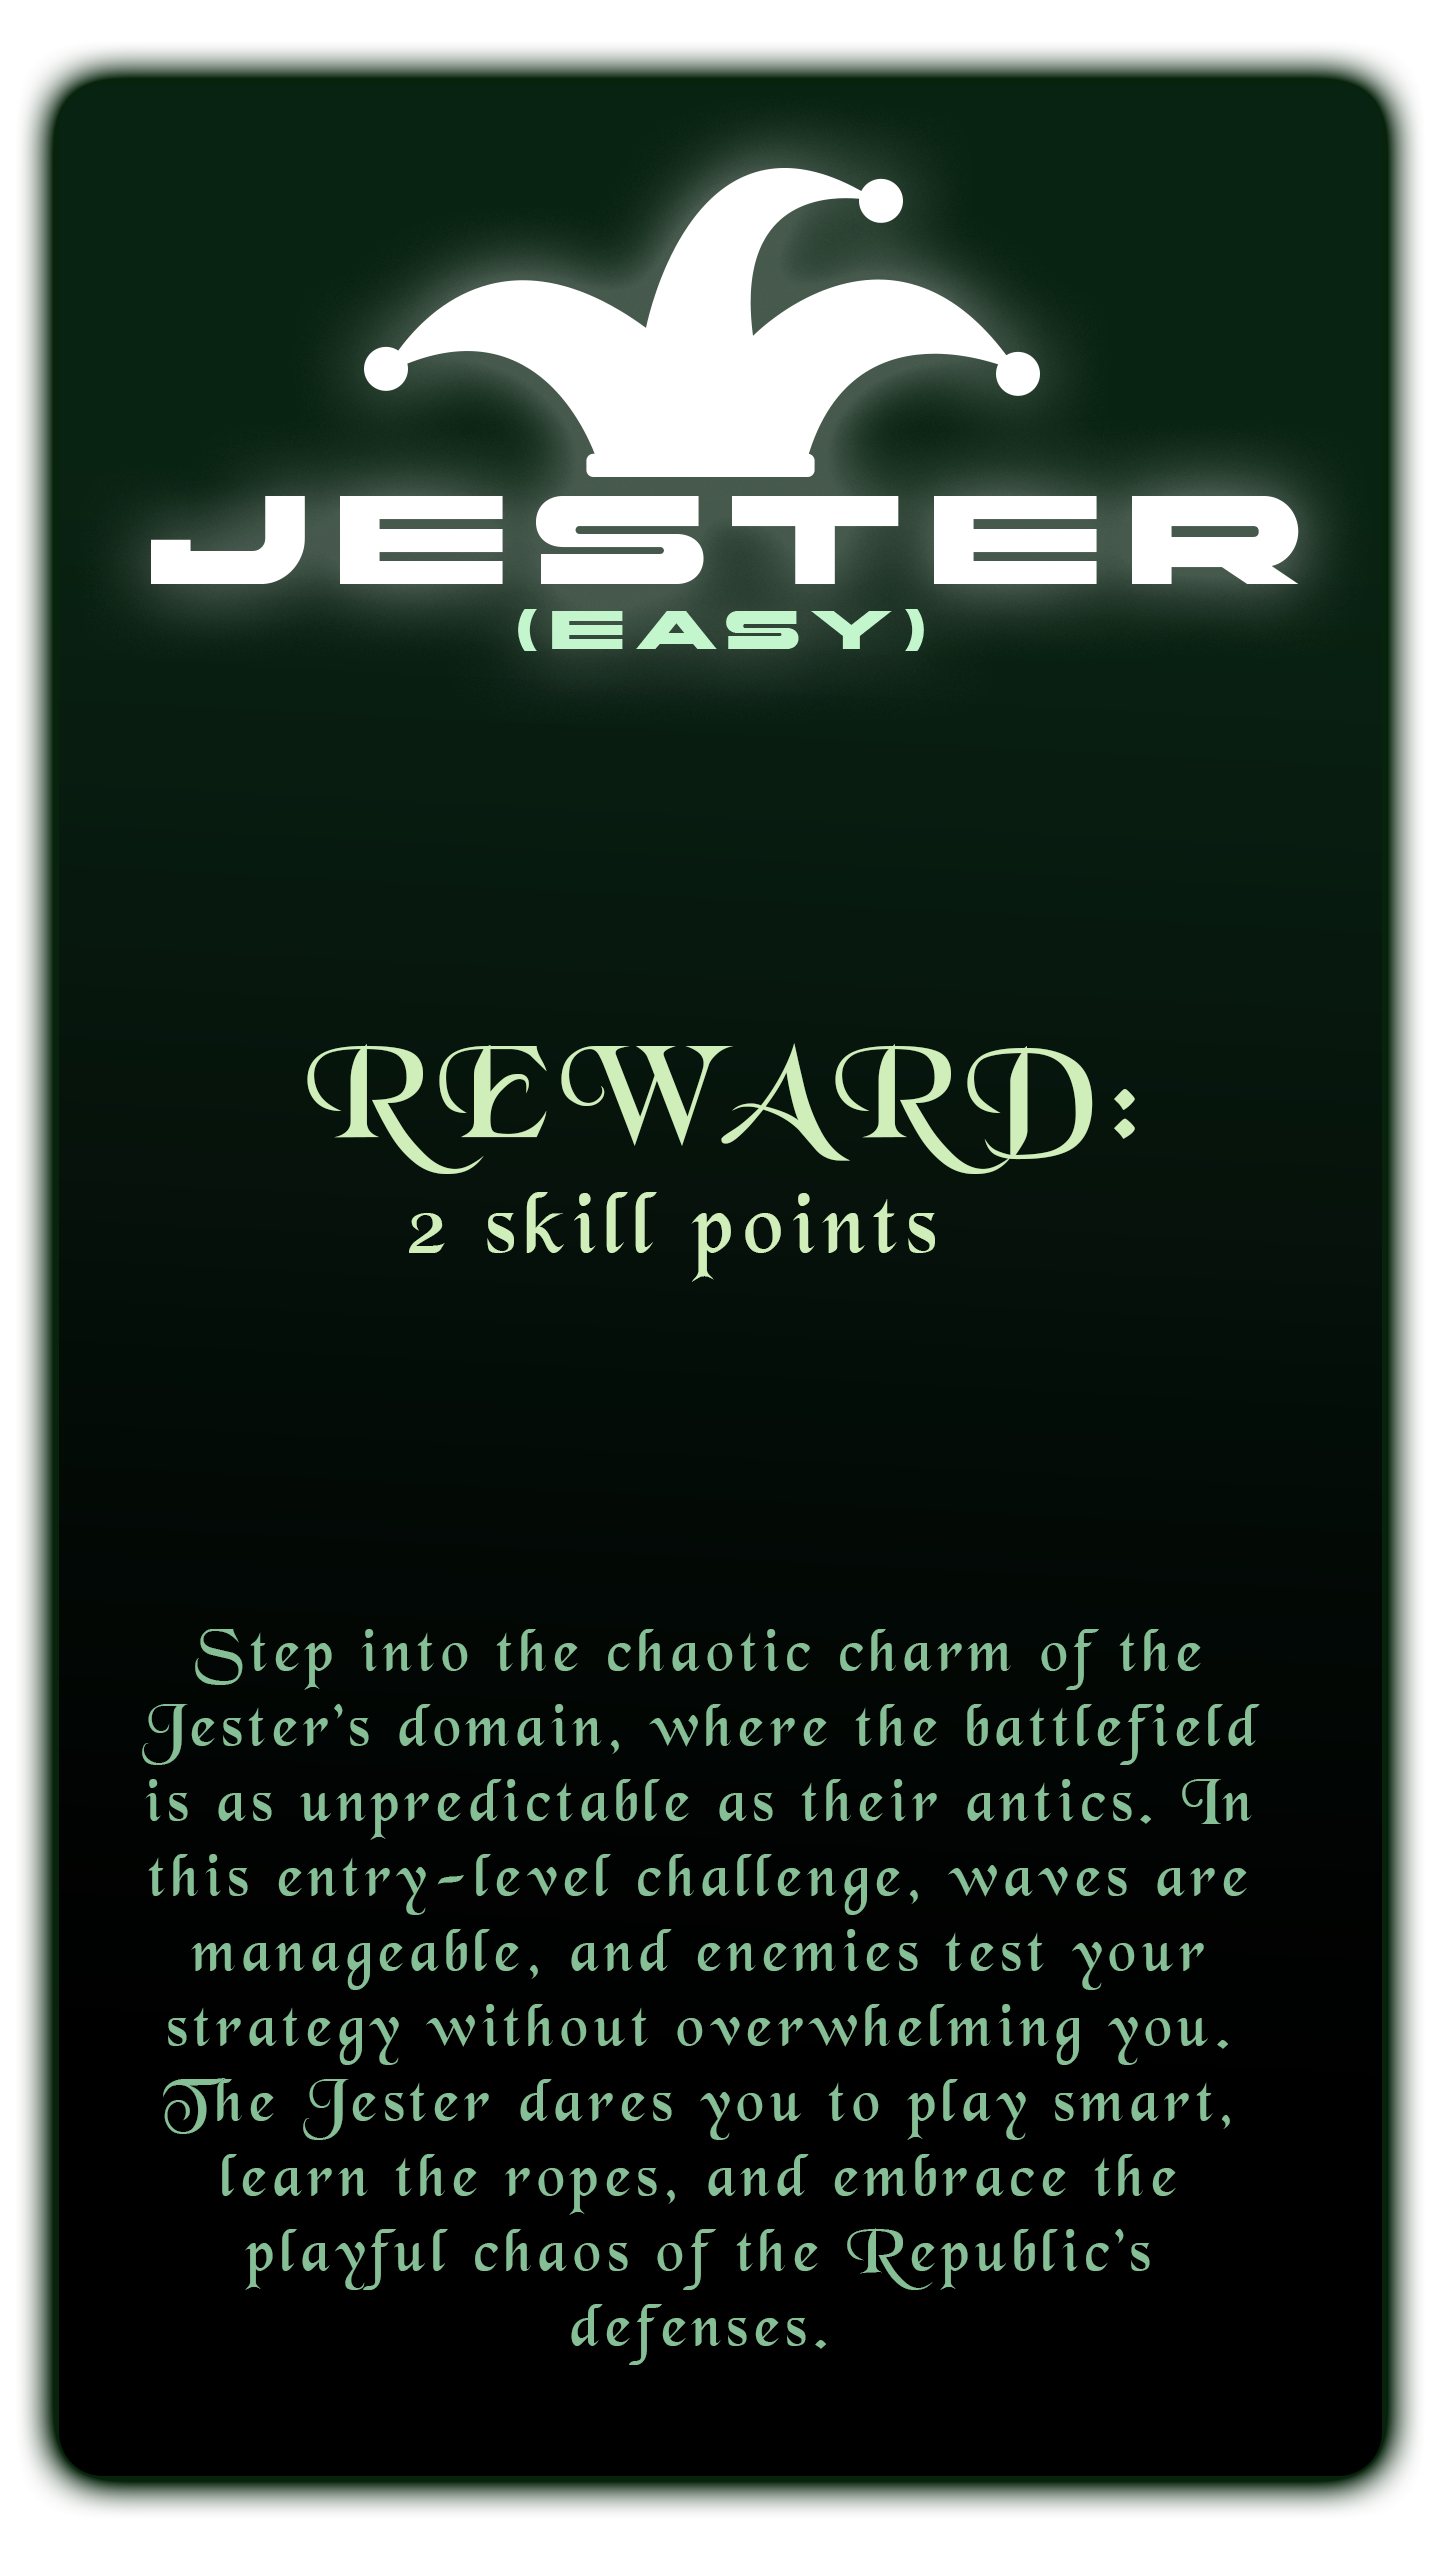 JESTER
(EASY)
REWARD:
2 skill points
Step into the chaotic charm of the
Jester's domain, where the battlefield
is as unpredictable as their antics. In
this entry-level challenge, waves are
manageable, and enemies test your
strategy without overwhelming you.
The Jester dares you to play smart,
learn the ropes, and embrace the
playful chaos of the Republic's
defenses.